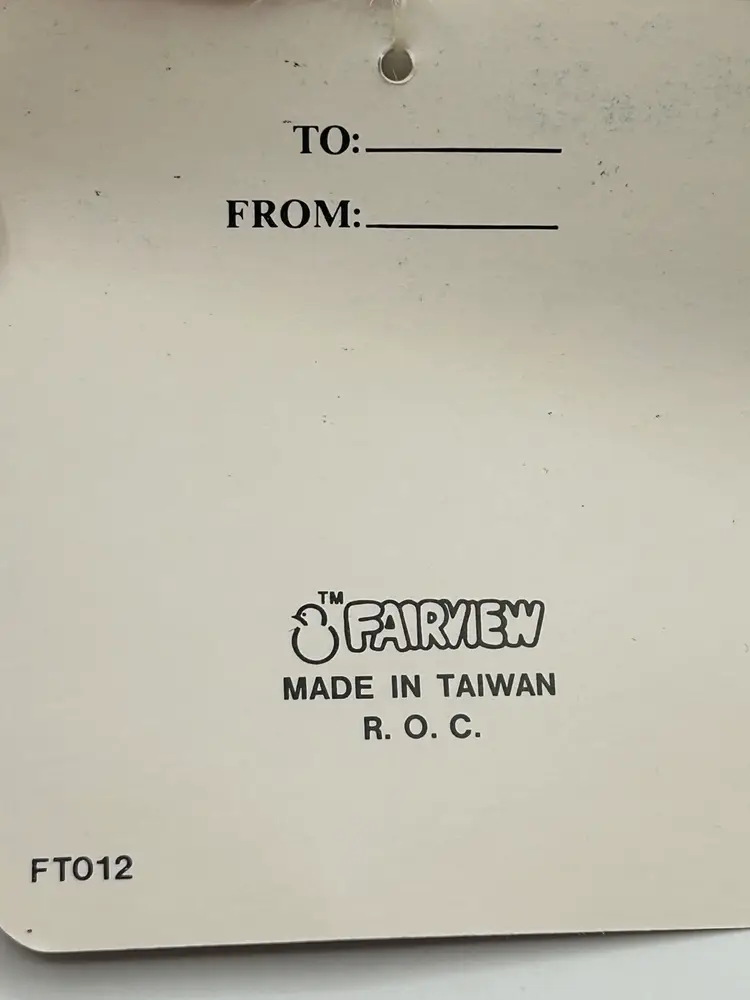 TO:
FROM:
TM FAIRVIEW
MADE IN TAIWAN
R. O. C.
FT012